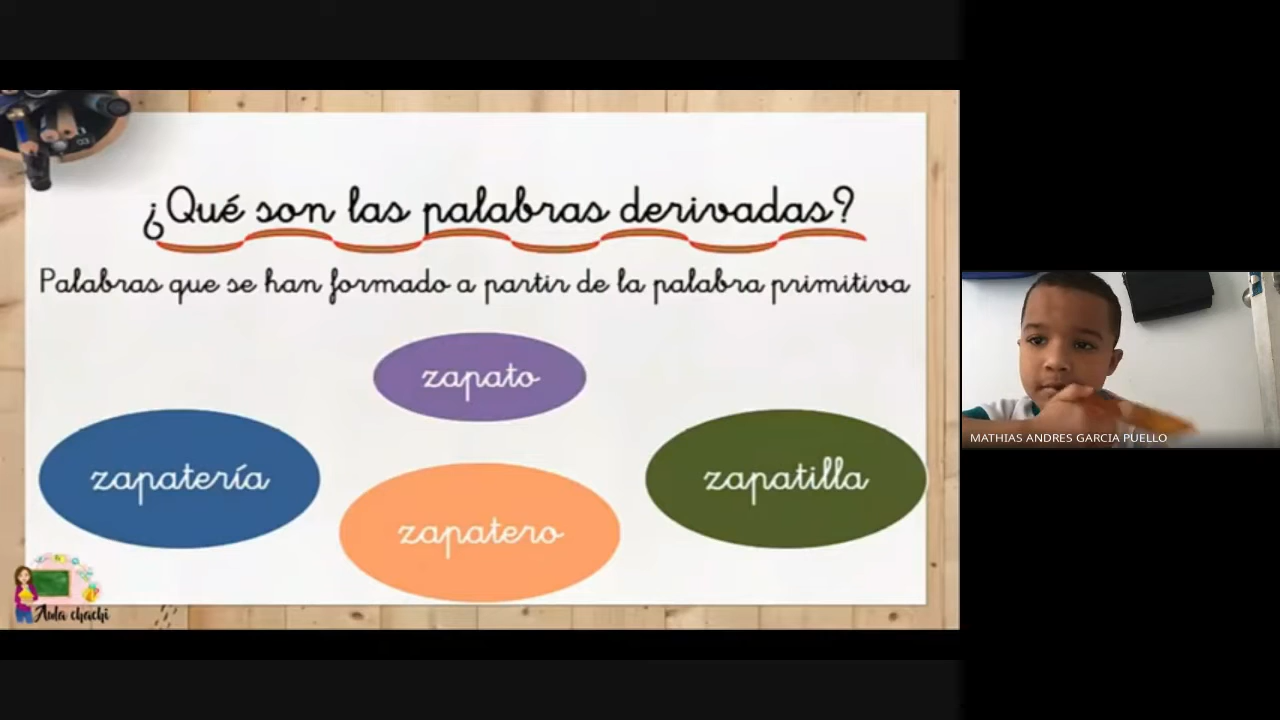 ¿Qué son las palabras derivadas?
Palabras que se han formado a partir de la palabra primitiva
zapato
zapatería
zapatero
zapatilla
Aula chachi
MATHIAS ANDRES GARCIA PUELLO